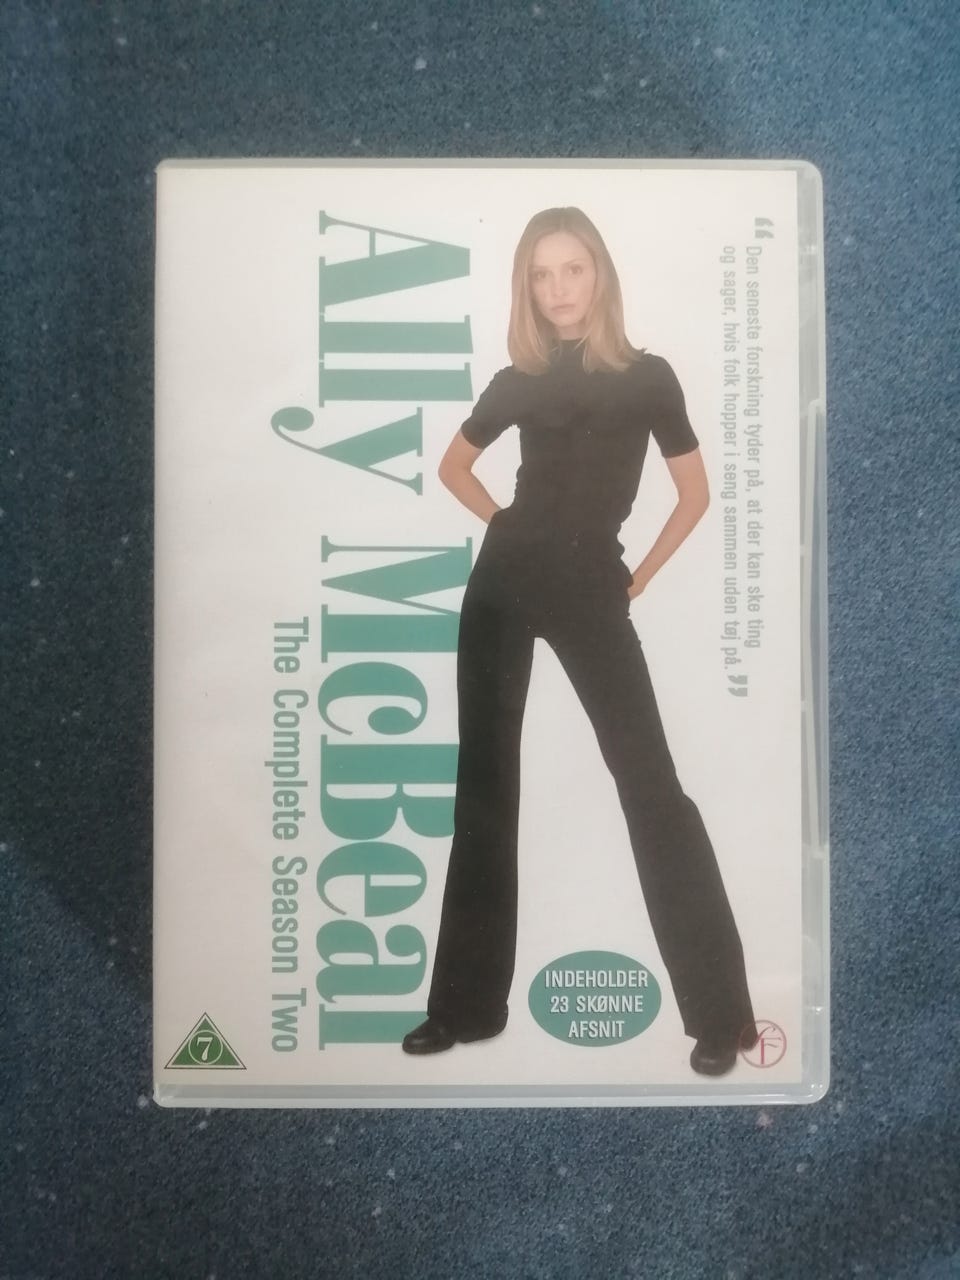 “Den seneste forskning tyder på, at der kan ske ting
og sager, hvis folk hopper i seng sammen uden tøj på.”
Ally McBeal
The Complete Season Two
INDEHOLDER
23 SKØNNE
AFSNIT
7
SF